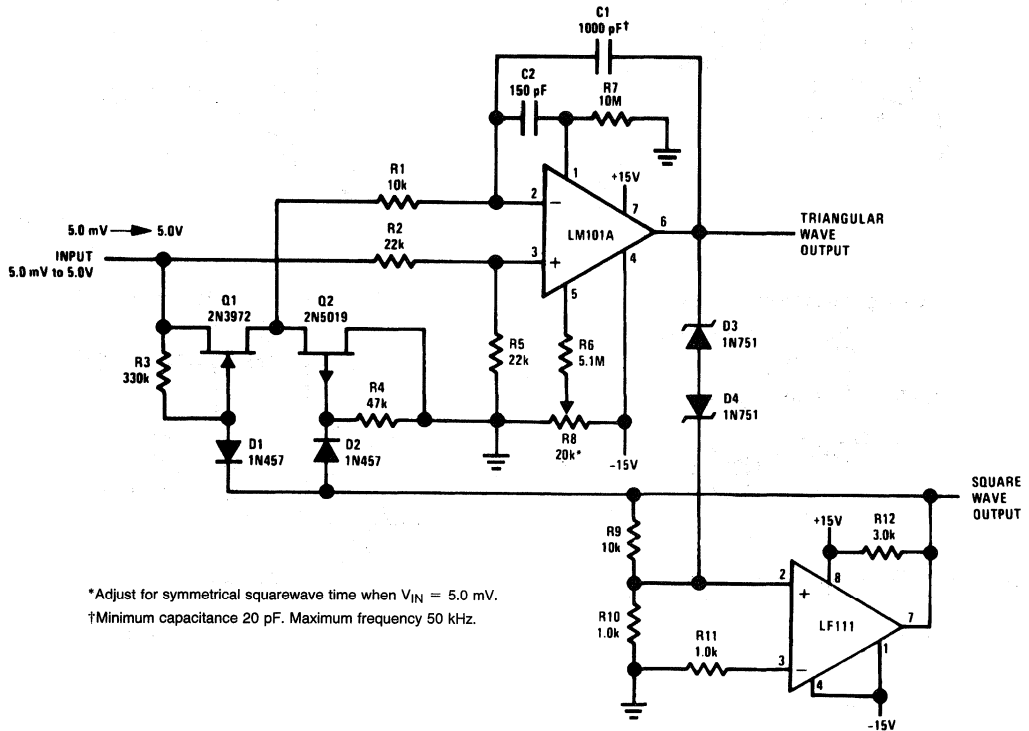 C1
1000 pF†
C2
150 pF
R7
10M
R1
10k
+15V
2
−
1
7
LM101A
6
TRIANGULAR
WAVE
OUTPUT
5.0 mV 5.0V
INPUT
5.0 mV to 5.0V
R2
22k
3
+
4
5
Q1
2N3972
Q2
2N5019
R3
330k
R5
22k
R6
5.1M
D3
1N751
R4
47k
D4
1N751
D1
1N457
D2
1N457
R8
20k*
−15V
SQUARE
WAVE
OUTPUT
R9
10k
+15V
R12
3.0k
2
+
8
LF111
7
R10
1.0k
R11
1.0k
3
−
1
4
−15V
*Adjust for symmetrical squarewave time when VIN = 5.0 mV.
†Minimum capacitance 20 pF. Maximum frequency 50 kHz.